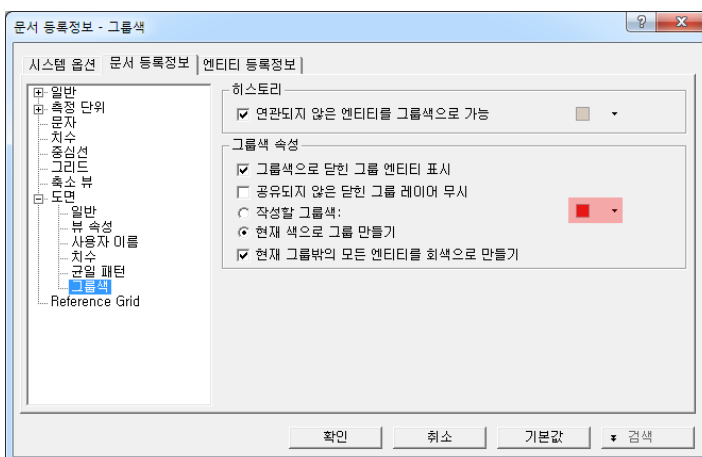 문서 등록정보 - 그룹색
시스템 옵션 문서 등록정보 엔티티 등록정보
일반
측정 단위
문자
치수
중심선
그리드
축소 뷰
도면
일반
뷰 속성
사용자 이름
치수
균일 패턴
그룹색
Reference Grid
히스토리
연관되지 않은 엔티티를 그룹색으로 가능
그룹색 속성
그룹색으로 닫힌 그룹 엔티티 표시
공유되지 않은 닫힌 그룹 레이어 무시
작성할 그룹색:
현재 색으로 그룹 만들기
현재 그룹밖의 모든 엔티티를 회색으로 만들기
확인 취소 기본값 검색